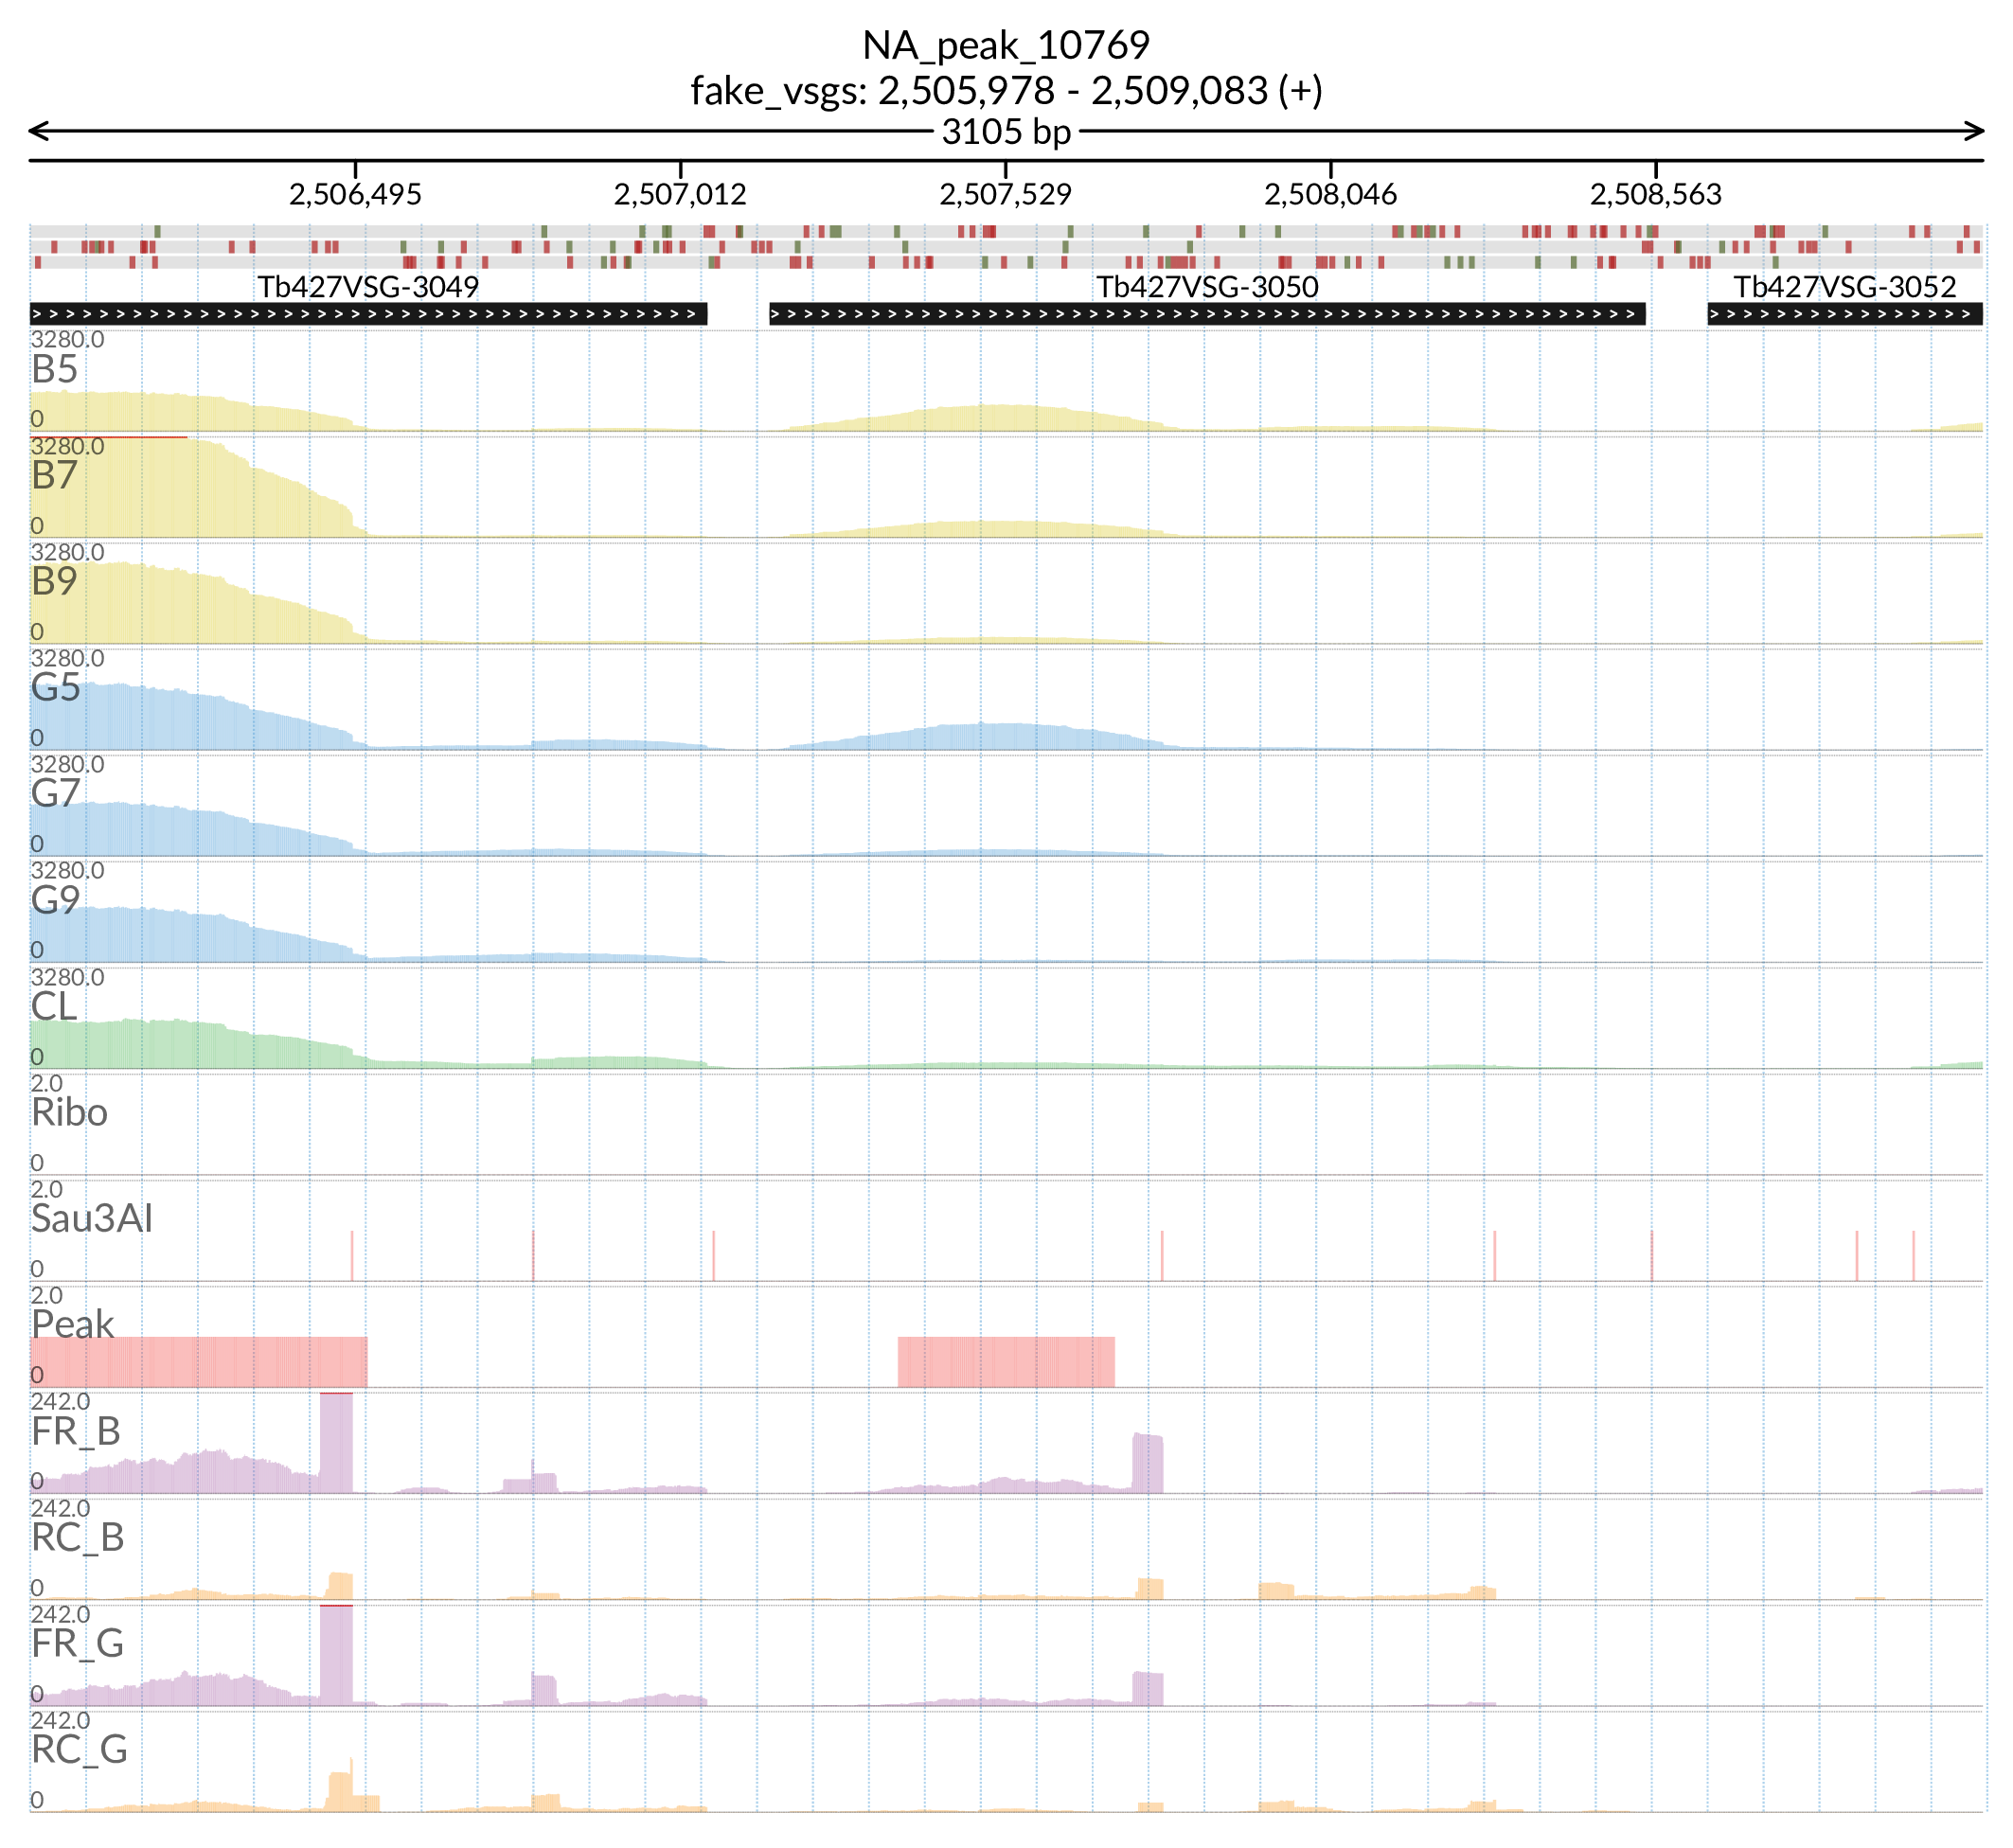 NA_peak_10769
fake_vsgs: 2,505,978 - 2,509,083 (+)
3105 bp
2,506,495 2,507,012 2,507,529 2,508,046 2,508,563
Tb427VSG-3049 Tb427VSG-3050 Tb427VSG-3052
3280.0
B5
0
3280.0
B7
0
3280.0
B9
0
3280.0
G5
0
3280.0
G7
0
3280.0
G9
0
3280.0
CL
0
2.0
Ribo
0
2.0
Sau3AI
0
2.0
Peak
0
242.0
FR_B
0
242.0
RC_B
0
242.0
FR_G
0
242.0
RC_G
0